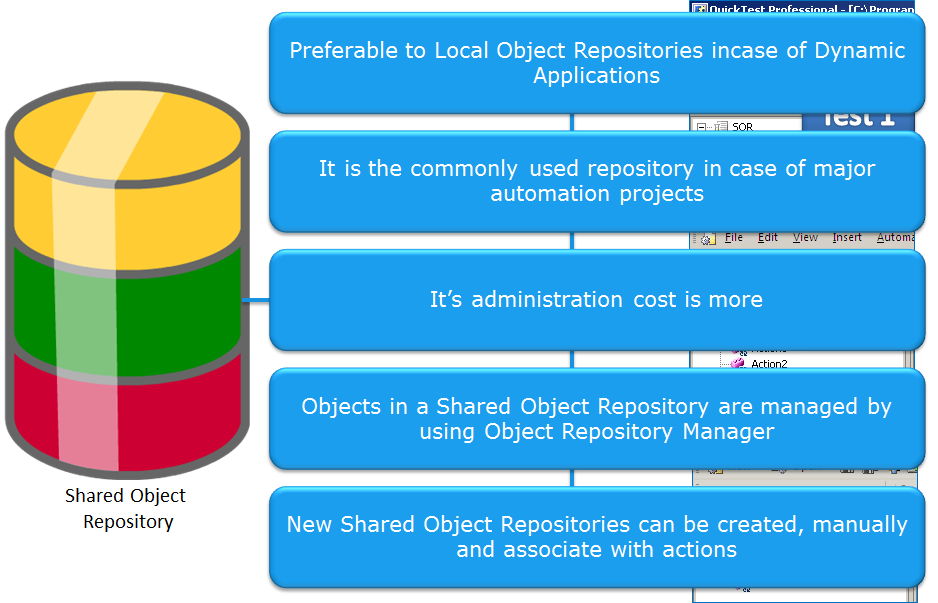 QuickTest Professional - [C:\Program
Preferable to Local Object Repositories incase of Dynamic
Applications
Test 1
SOR
It is the commonly used repository in case of major
automation projects
File Edit View Insert Automa
It’s administration cost is more
Action2
Objects in a Shared Object Repository are managed by
using Object Repository Manager
Shared Object
Repository
New Shared Object Repositories can be created, manually
and associate with actions